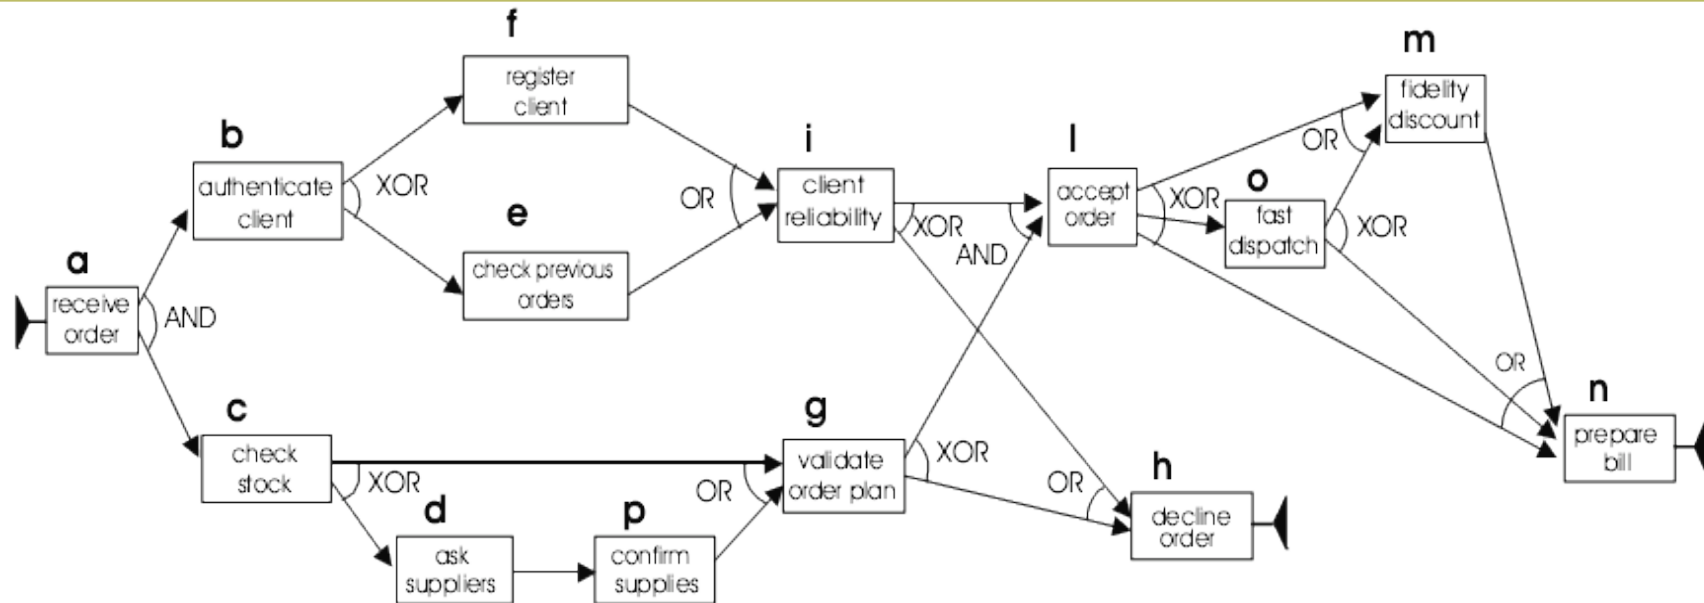 f
register
client
m
fidelity
discount
b
authenticate
client
XOR
i
client
reliability
OR
l
accept
order
XOR
OR
o
fast
dispatch
XOR
e
check previous
orders
XOR
AND
a
receive
order
AND
c
check
stock
XOR
g
validate
order plan
OR
XOR
OR
h
decline
order
OR
n
prepare
bill
d
ask
suppliers
p
confirm
supplies